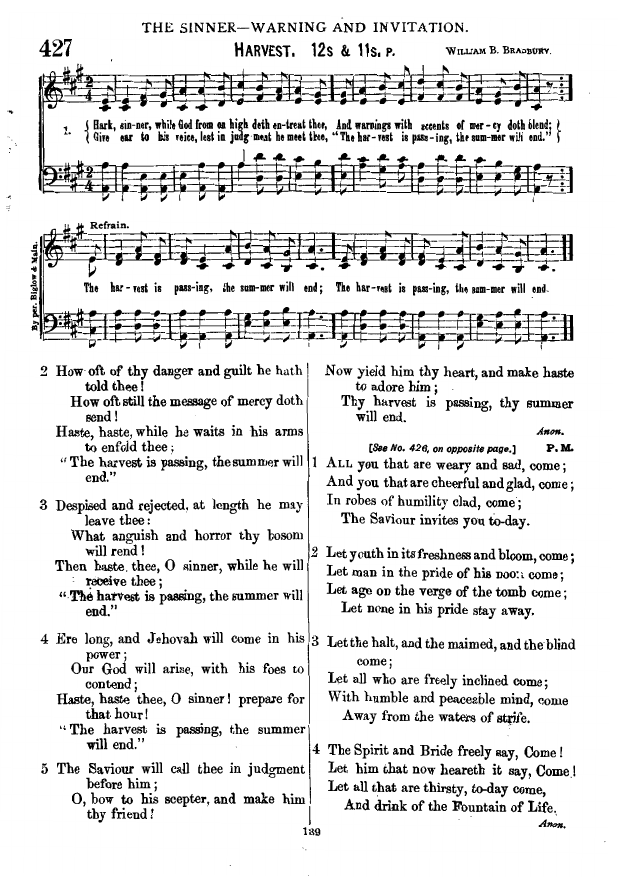 THE SINNER—WARNING AND INVITATION.
427
HARVEST. 12s & 11s. P.
WILLIAM B. BRADBURY.
1. { Hark, sin-ner, while God from on high doth en-treat thee, And warnings with accents of mer-cy doth blend; }
{ Give ear to his voice, lest in judg ment he meet thee, "The har-vest is pass-ing, the sum-mer will end." }
Refrain.
By per. Biglow & Main.
The har-vest is pass-ing, the sum-mer will end; The har-vest is pass-ing, the sum-mer will end.
2 How oft of thy danger and guilt he hath
told thee!
How oft still the message of mercy doth
send!
Haste, haste, while he waits in his arms
to enfold thee;
"The harvest is passing, the summer will
end."
3 Despised and rejected, at length he may
leave thee:
What anguish and horror thy bosom
will rend!
Then haste thee, O sinner, while he will
receive thee;
"The harvest is passing, the summer will
end."
4 Ere long, and Jehovah will come in his
power;
Our God will arise, with his foes to
contend;
Haste, haste thee, O sinner! prepare for
that hour!
"The harvest is passing, the summer
will end."
5 The Saviour will call thee in judgment
before him;
O, bow to his scepter, and make him
thy friend!
Now yield him thy heart, and make haste
to adore him;
Thy harvest is passing, thy summer
will end.
Anon.
[See No. 426, on opposite page.] P. M.
1 ALL you that are weary and sad, come;
And you that are cheerful and glad, come;
In robes of humility clad, come;
The Saviour invites you to-day.
2 Let youth in its freshness and bloom, come;
Let man in the pride of his noon come;
Let age on the verge of the tomb come;
Let none in his pride stay away.
3 Let the halt, and the maimed, and the blind
come;
Let all who are freely inclined come;
With humble and peaceable mind, come
Away from the waters of strife.
4 The Spirit and Bride freely say, Come!
Let him that now heareth it say, Come!
Let all that are thirsty, to-day come,
And drink of the Fountain of Life.
Anon.
139